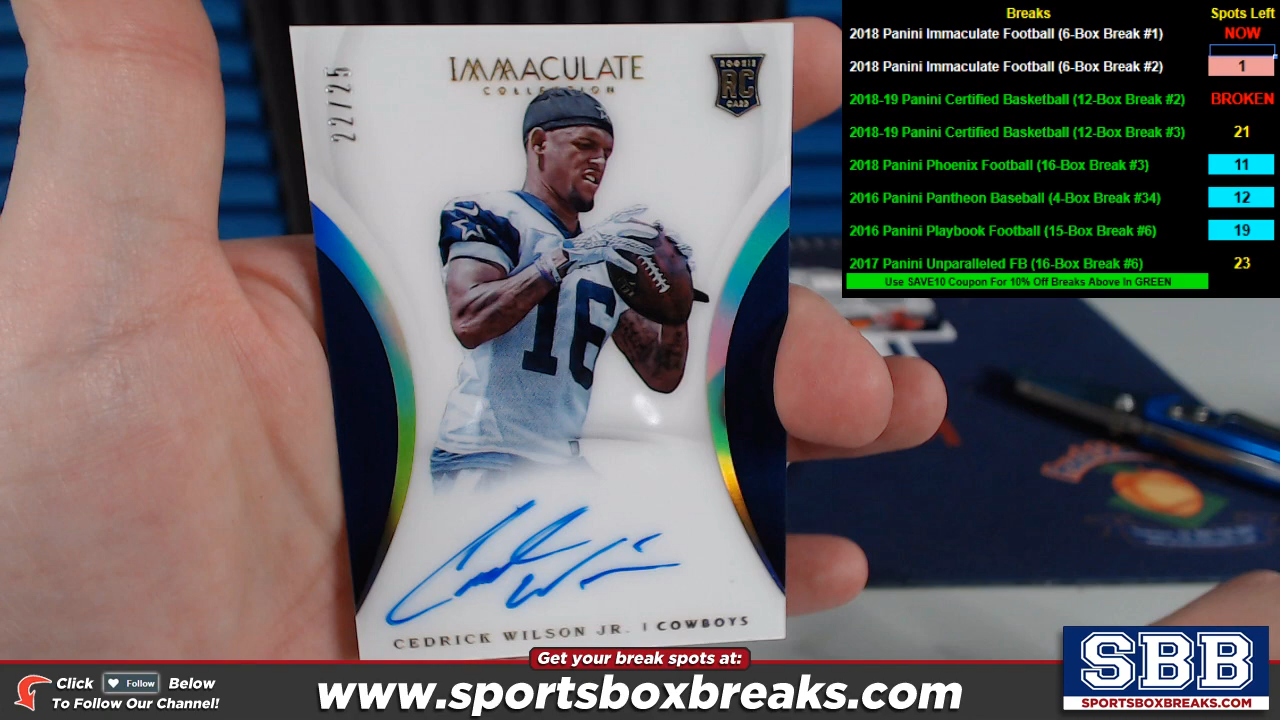 22/25
IMMACULATE
COLLECTION
ROOKIE
RC
CARD
16
Cedrick Wilson
CEDRICK WILSON JR. | COWBOYS
Breaks Spots Left
2018 Panini Immaculate Football (6-Box Break #1) NOW
2018 Panini Immaculate Football (6-Box Break #2) 1
2018-19 Panini Certified Basketball (12-Box Break #2) BROKEN
2018-19 Panini Certified Basketball (12-Box Break #3) 21
2018 Panini Phoenix Football (16-Box Break #3) 11
2016 Panini Pantheon Baseball (4-Box Break #34) 12
2016 Panini Playbook Football (15-Box Break #6) 19
2017 Panini Unparalleled FB (16-Box Break #6) 23
Use SAVE10 Coupon For 10% Off Breaks Above In GREEN
Get your break spots at:
Click Follow Below
To Follow Our Channel!
www.sportsboxbreaks.com
SBB
SPORTSBOXBREAKS.COM